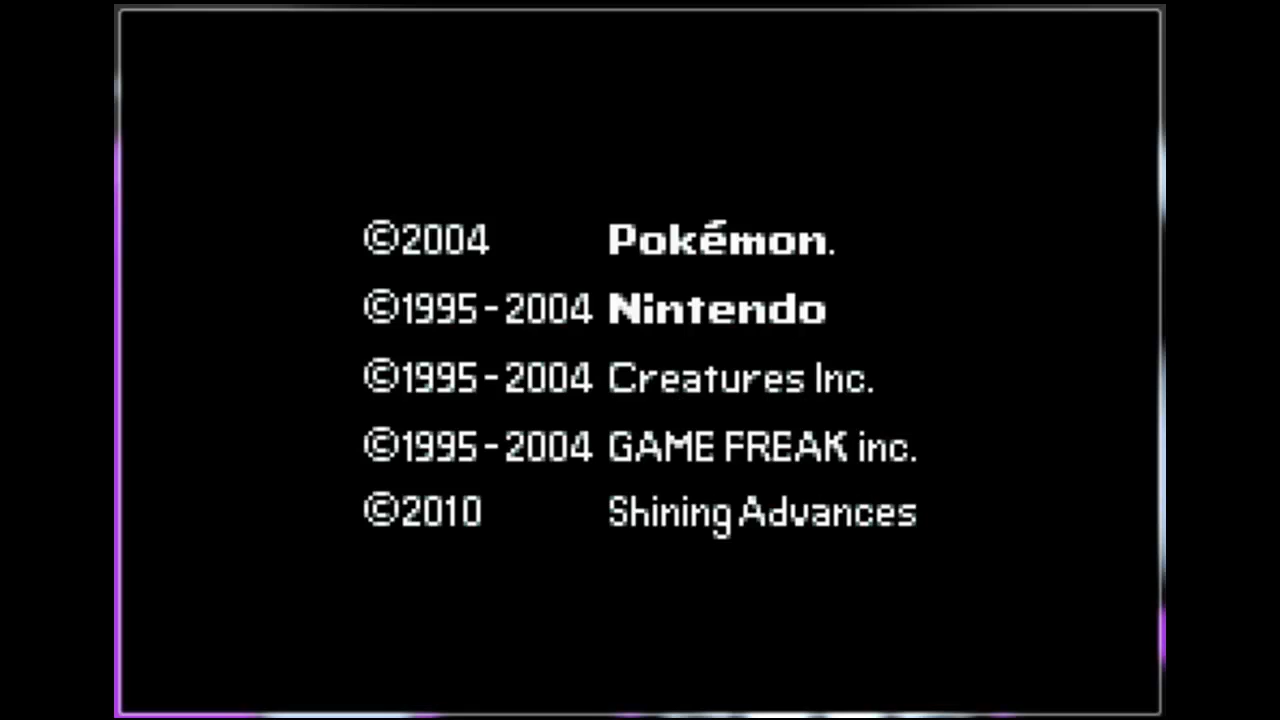 ©2004 Pokémon.
©1995-2004 Nintendo
©1995-2004 Creatures Inc.
©1995-2004 GAME FREAK inc.
©2010 Shining Advances